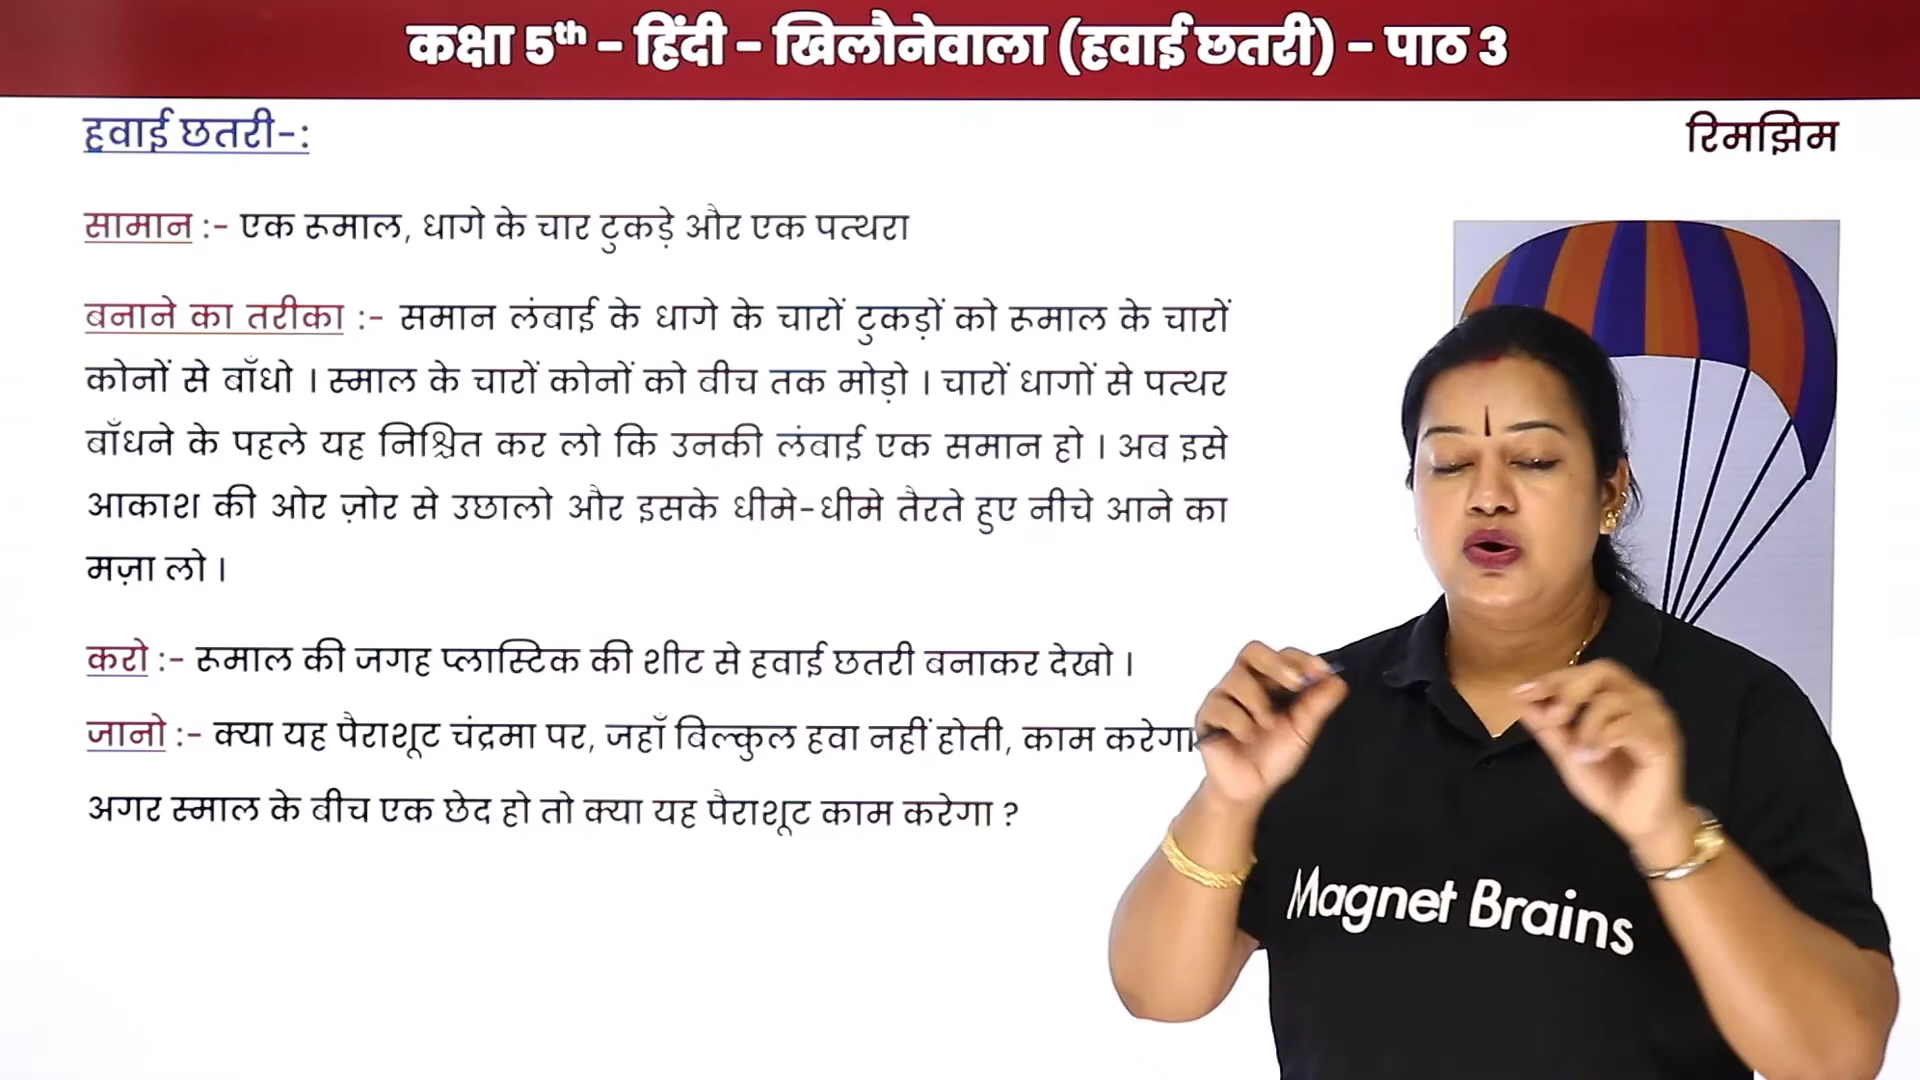 कक्षा 5th - हिंदी - खिलौनेवाला (हवाई छतरी) - पाठ 3
हवाई छतरी-:
रिमझिम
सामान :- एक रूमाल, धागे के चार टुकड़े और एक पत्थरा
बनाने का तरीका :- समान लंबाई के धागे के चारों टुकड़ों को रूमाल के चारों
कोनों से बाँधो । स्माल के चारों कोनों को बीच तक मोड़ो । चारों धागों से पत्थर
बाँधने के पहले यह निश्चित कर लो कि उनकी लंबाई एक समान हो । अब इसे
आकाश की ओर ज़ोर से उछालो और इसके धीमे-धीमे तैरते हुए नीचे आने का
मज़ा लो ।
करो :- रूमाल की जगह प्लास्टिक की शीट से हवाई छतरी बनाकर देखो ।
जानो :- क्या यह पैराशूट चंद्रमा पर, जहाँ बिल्कुल हवा नहीं होती, काम करेगा
अगर स्माल के बीच एक छेद हो तो क्या यह पैराशूट काम करेगा ?
Magnet Brains